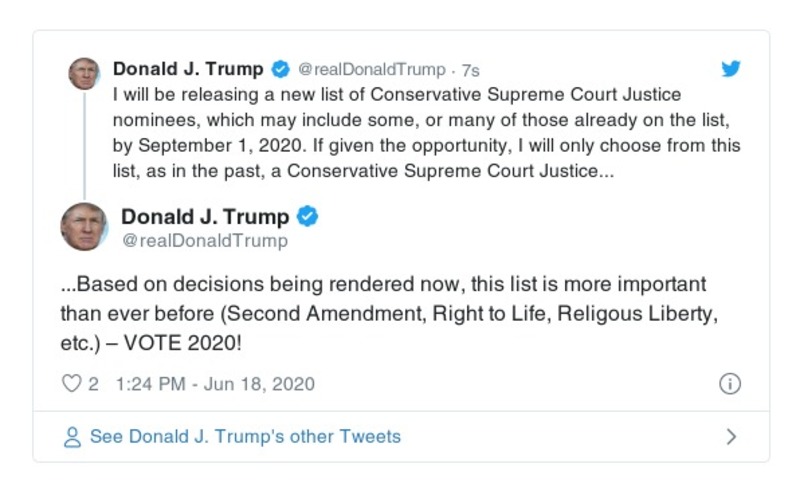 Donald J. Trump @realDonaldTrump · 7s
I will be releasing a new list of Conservative Supreme Court Justice
nominees, which may include some, or many of those already on the list,
by September 1, 2020. If given the opportunity, I will only choose from this
list, as in the past, a Conservative Supreme Court Justice...
Donald J. Trump
@realDonaldTrump
...Based on decisions being rendered now, this list is more important
than ever before (Second Amendment, Right to Life, Religous Liberty,
etc.) – VOTE 2020!
2 1:24 PM - Jun 18, 2020
See Donald J. Trump's other Tweets